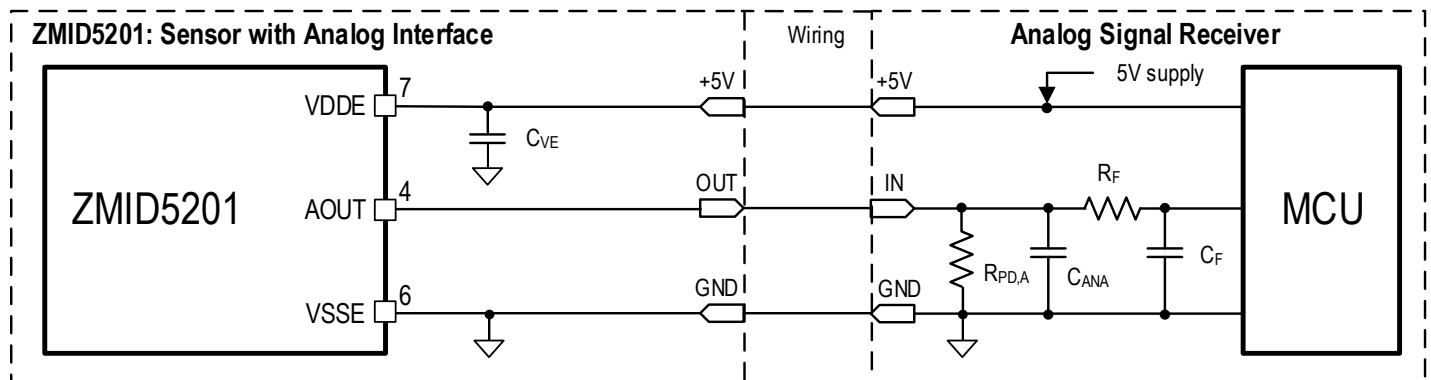 ZMID5201: Sensor with Analog Interface
Wiring
Analog Signal Receiver
7
VDDE
CVE
+5V
+5V
5V supply
ZMID5201
4
AOUT
OUT
IN
RF
MCU
RPD,A
CANA
CF
6
VSSE
GND
GND